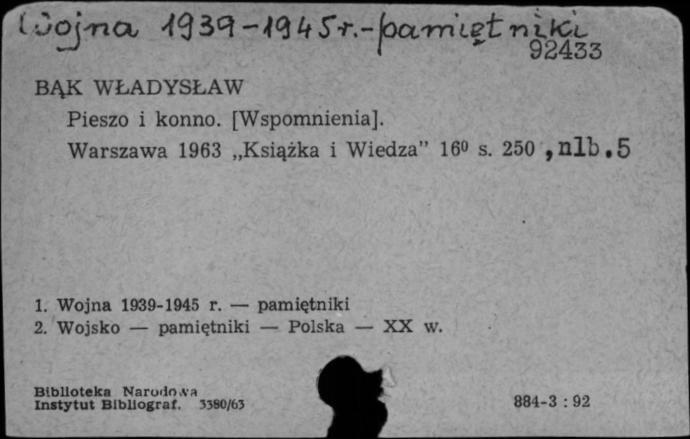 Wojna 1939-1945r.-pamiętniki
92433
BĄK WŁADYSŁAW
Pieszo i konno. [Wspomnienia].
Warszawa 1963 „Książka i Wiedza” 16⁰ s. 250 , nlb. 5
1. Wojna 1939-1945 r. — pamiętniki
2. Wojsko — pamiętniki — Polska — XX w.
Biblioteka Narodowa
Instytut Bibliograf. 3380/63
884-3 : 92